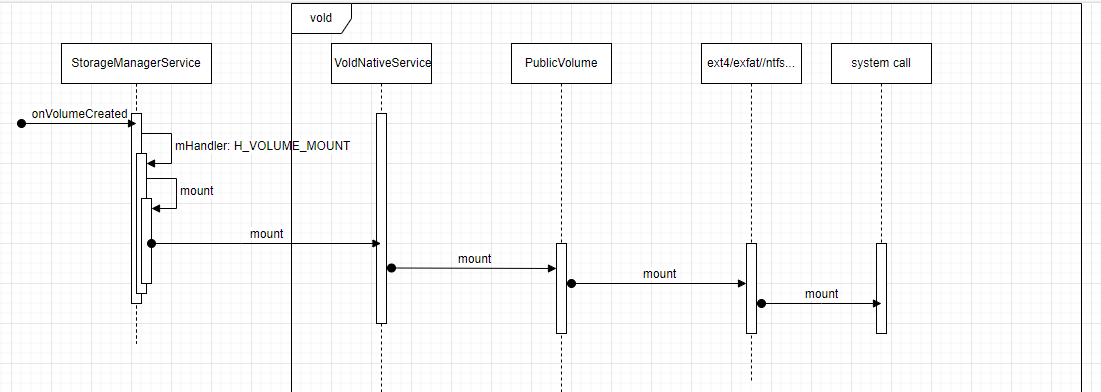 vold
StorageManagerService
VoldNativeService
PublicVolume
ext4/exfat//ntfs...
system call
onVolumeCreated
mHandler: H_VOLUME_MOUNT
mount
mount
mount
mount
mount